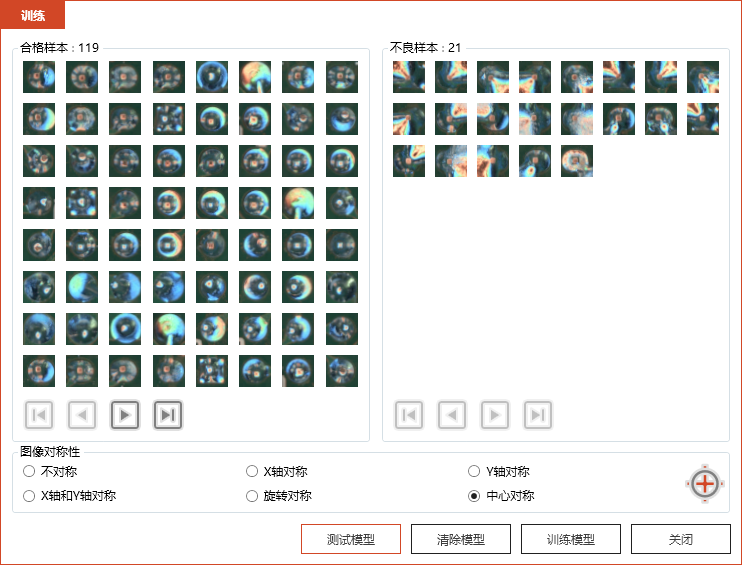 训练
合格样本 : 119
不良样本 : 21
图像对称性
不对称
X轴对称
Y轴对称
X轴和Y轴对称
旋转对称
中心对称
测试模型
清除模型
训练模型
关闭